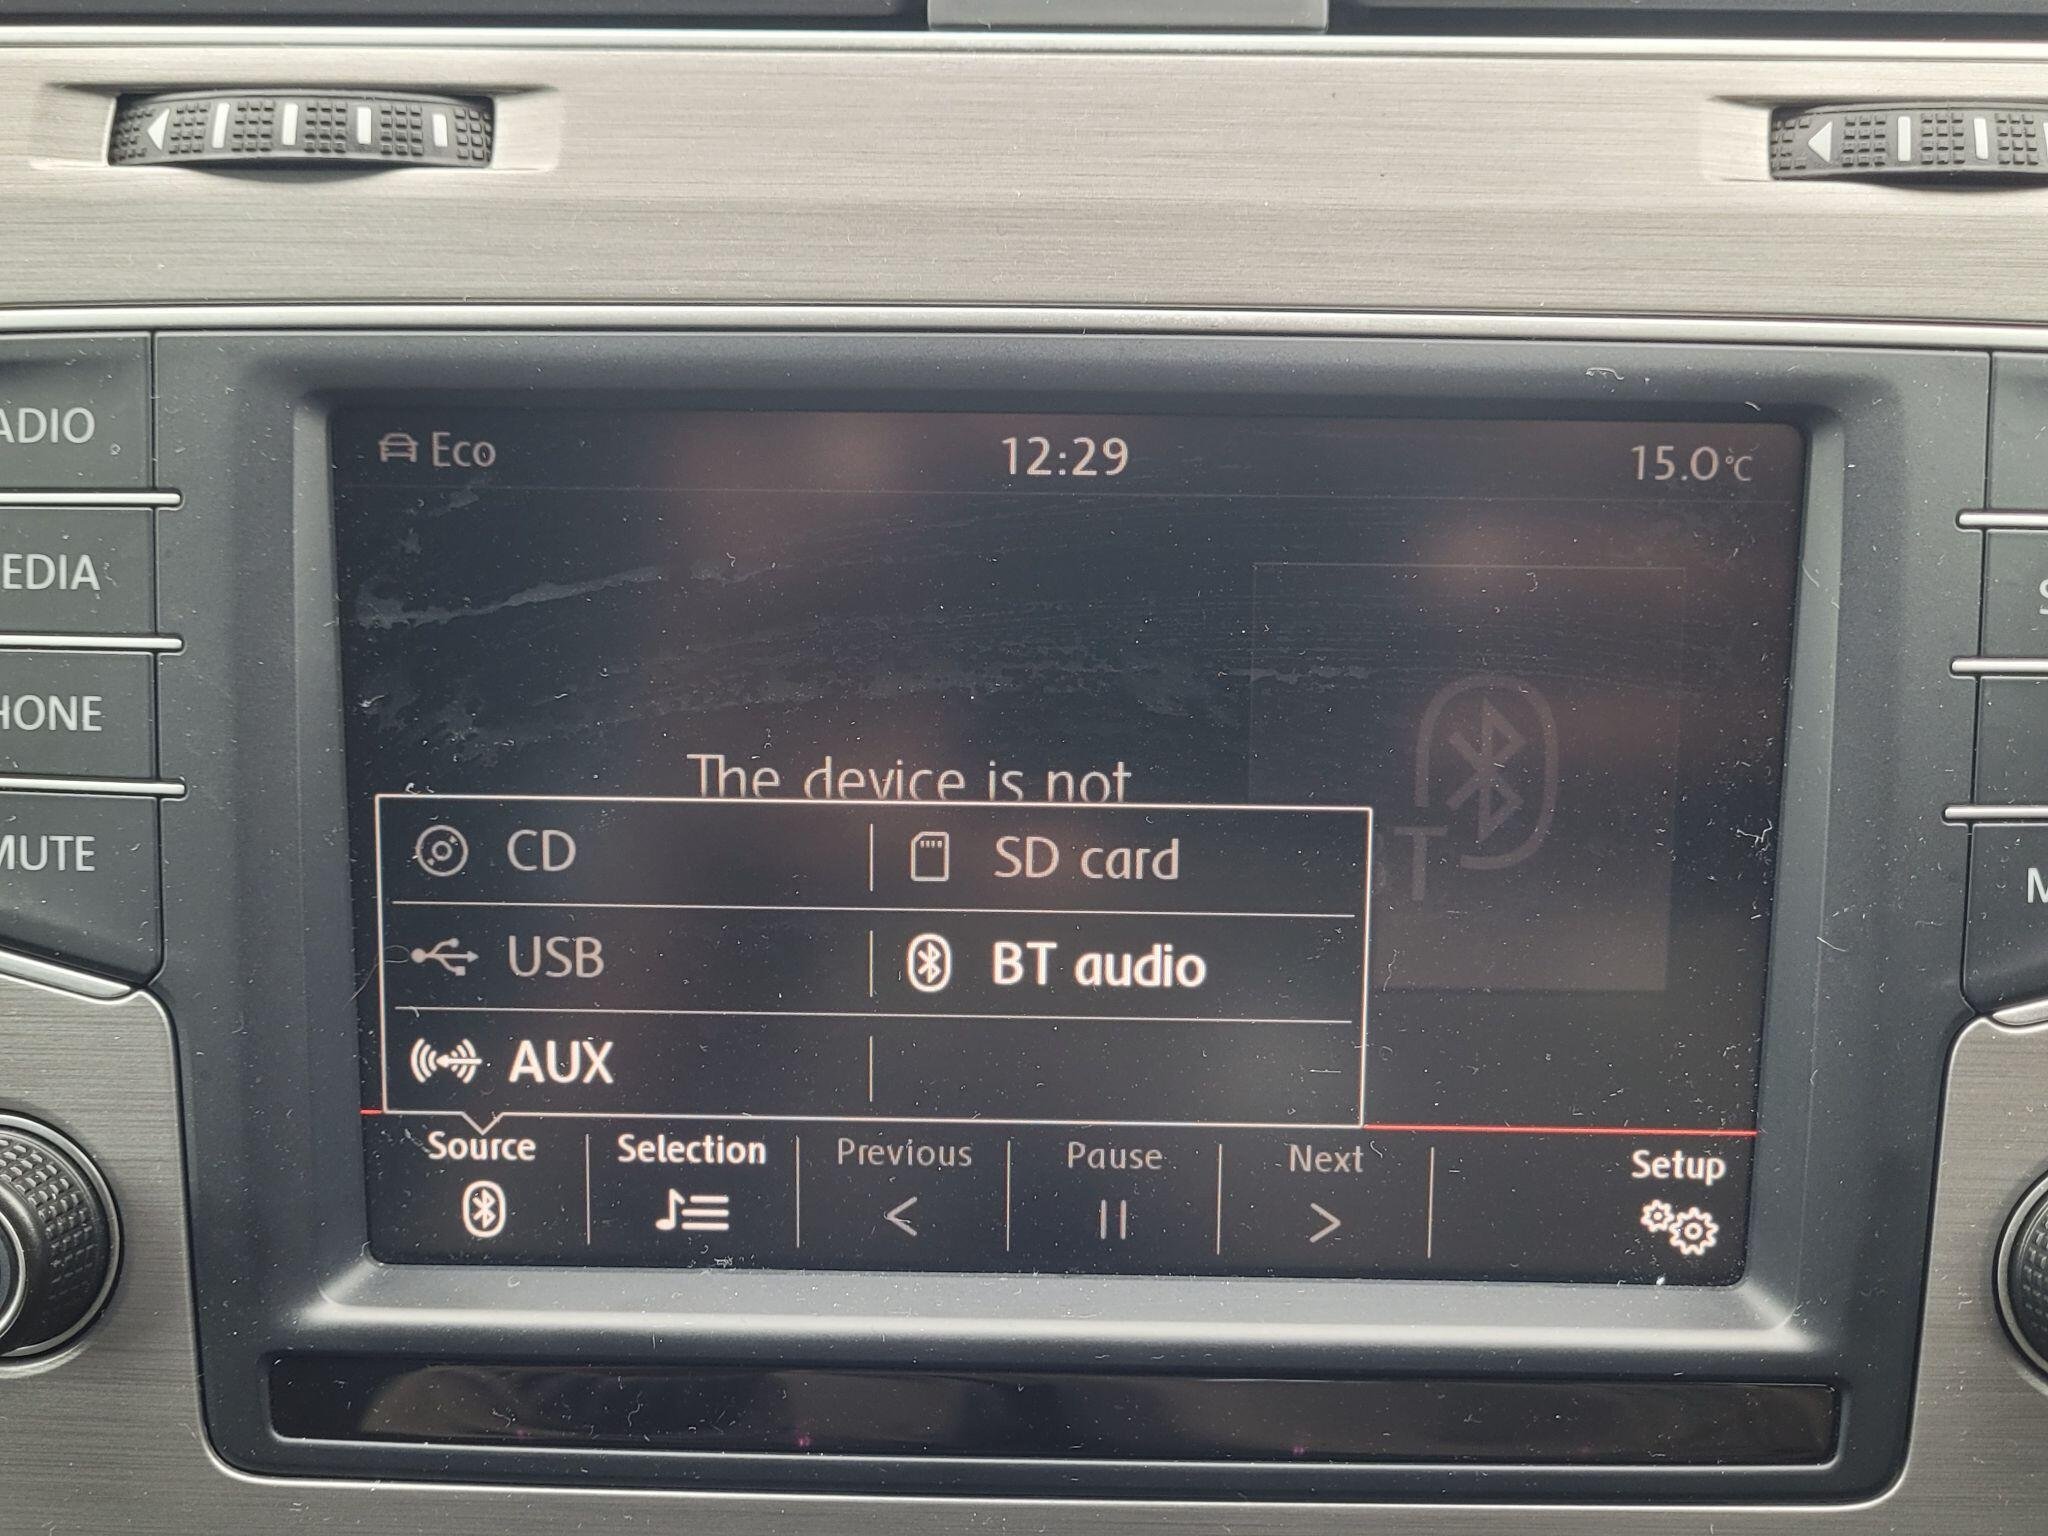 Eco 12:29 15.0°C
ADIO
EDIA
HONE
MUTE
The device is not
CD SD card
USB BT audio
AUX
BT
Source Selection Previous Pause Next Setup
S
M